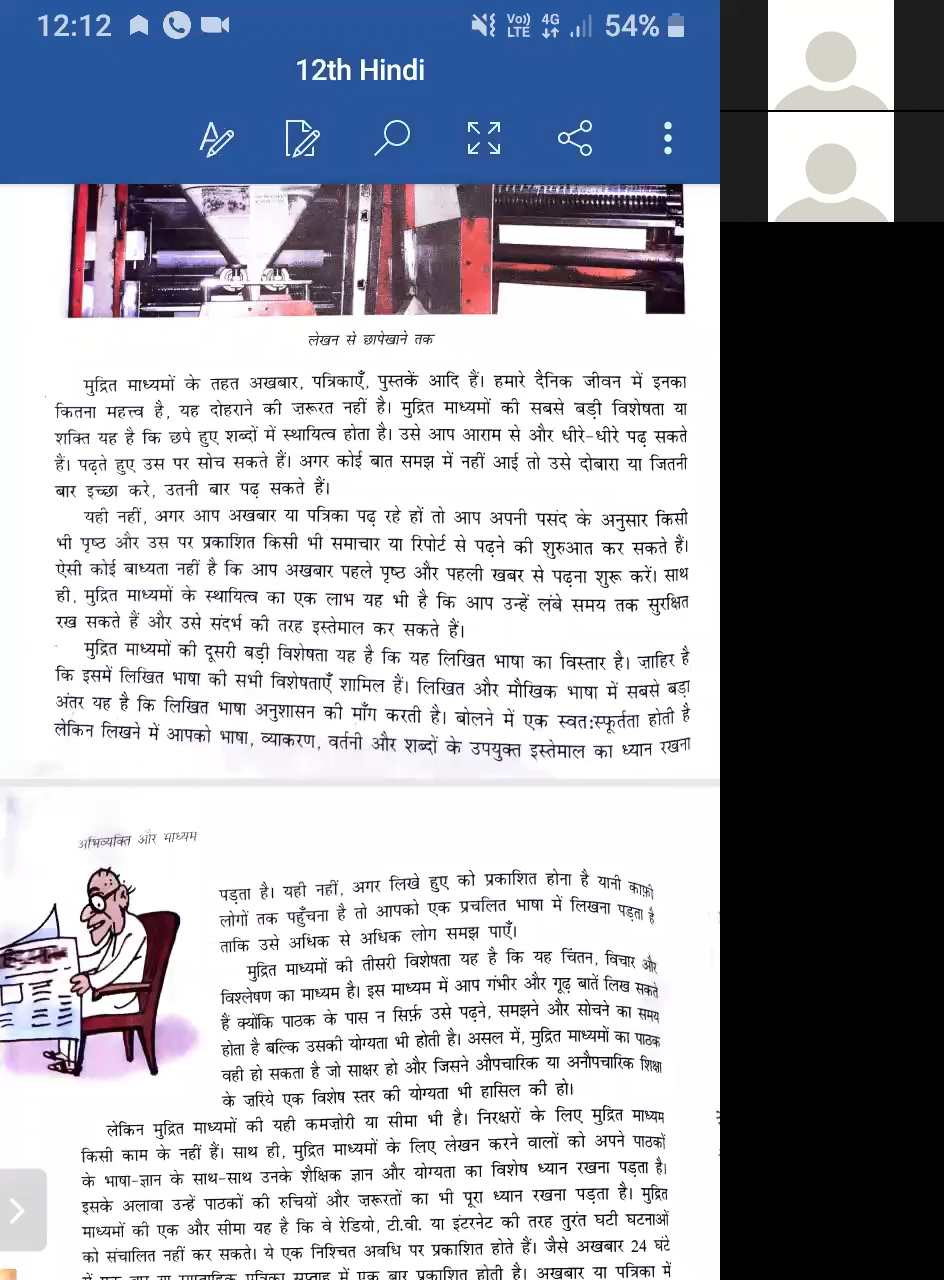 12:12
Vo)) LTE 4G 54%
12th Hindi
लेखन से छापेखाने तक
मुद्रित माध्यमों के तहत अखबार, पत्रिकाएँ, पुस्तकें आदि हैं। हमारे दैनिक जीवन में इनका
कितना महत्त्व है, यह दोहराने की ज़रूरत नहीं है। मुद्रित माध्यमों की सबसे बड़ी विशेषता या
शक्ति यह है कि छपे हुए शब्दों में स्थायित्व होता है। उसे आप आराम से और धीरे-धीरे पढ़ सकते
हैं। पढ़ते हुए उस पर सोच सकते हैं। अगर कोई बात समझ में नहीं आई तो उसे दोबारा या जितनी
बार इच्छा करे, उतनी बार पढ़ सकते हैं।
यही नहीं, अगर आप अखबार या पत्रिका पढ़ रहे हों तो आप अपनी पसंद के अनुसार किसी
भी पृष्ठ और उस पर प्रकाशित किसी भी समाचार या रिपोर्ट से पढ़ने की शुरुआत कर सकते हैं।
ऐसी कोई बाध्यता नहीं है कि आप अखबार पहले पृष्ठ और पहली खबर से पढ़ना शुरू करें। साथ
ही, मुद्रित माध्यमों के स्थायित्व का एक लाभ यह भी है कि आप उन्हें लंबे समय तक सुरक्षित
रख सकते हैं और उसे संदर्भ की तरह इस्तेमाल कर सकते हैं।
मुद्रित माध्यमों की दूसरी बड़ी विशेषता यह है कि यह लिखित भाषा का विस्तार है। ज़ाहिर है
कि इसमें लिखित भाषा की सभी विशेषताएँ शामिल हैं। लिखित और मौखिक भाषा में सबसे बड़ा
अंतर यह है कि लिखित भाषा अनुशासन की माँग करती है। बोलने में एक स्वत:स्फूर्तता होती है
लेकिन लिखने में आपको भाषा, व्याकरण, वर्तनी और शब्दों के उपयुक्त इस्तेमाल का ध्यान रखना
अभिव्यक्ति और माध्यम
पड़ता है। यही नहीं, अगर लिखे हुए को प्रकाशित होना है यानी काफ़ी
लोगों तक पहुँचना है तो आपको एक प्रचलित भाषा में लिखना पड़ता है
ताकि उसे अधिक से अधिक लोग समझ पाएँ।
मुद्रित माध्यमों की तीसरी विशेषता यह है कि यह चिंतन, विचार और
विश्लेषण का माध्यम है। इस माध्यम में आप गंभीर और गूढ़ बातें लिख सकते
हैं क्योंकि पाठक के पास न सिर्फ़ उसे पढ़ने, समझने और सोचने का समय
होता है बल्कि उसकी योग्यता भी होती है। असल में, मुद्रित माध्यमों का पाठक
वही हो सकता है जो साक्षर हो और जिसने औपचारिक या अनौपचारिक शिक्षा
के ज़रिये एक विशेष स्तर की योग्यता भी हासिल की हो।
लेकिन मुद्रित माध्यमों की यही कमजोरी या सीमा भी है। निरक्षरों के लिए मुद्रित माध्यम
किसी काम के नहीं हैं। साथ ही, मुद्रित माध्यमों के लिए लेखन करने वालों को अपने पाठकों
के भाषा-ज्ञान के साथ-साथ उनके शैक्षिक ज्ञान और योग्यता का विशेष ध्यान रखना पड़ता है।
इसके अलावा उन्हें पाठकों की रुचियों और ज़रूरतों का भी पूरा ध्यान रखना पड़ता है। मुद्रित
माध्यमों की एक और सीमा यह है कि वे रेडियो, टी.वी. या इंटरनेट की तरह तुरंत घटी घटनाओं
को संचालित नहीं कर सकते। ये एक निश्चित अवधि पर प्रकाशित होते हैं। जैसे अखबार 24 घंटे
में एक बार या साप्ताहिक पत्रिका सप्ताह में एक बार प्रकाशित होती है। अखबार या पत्रिका में